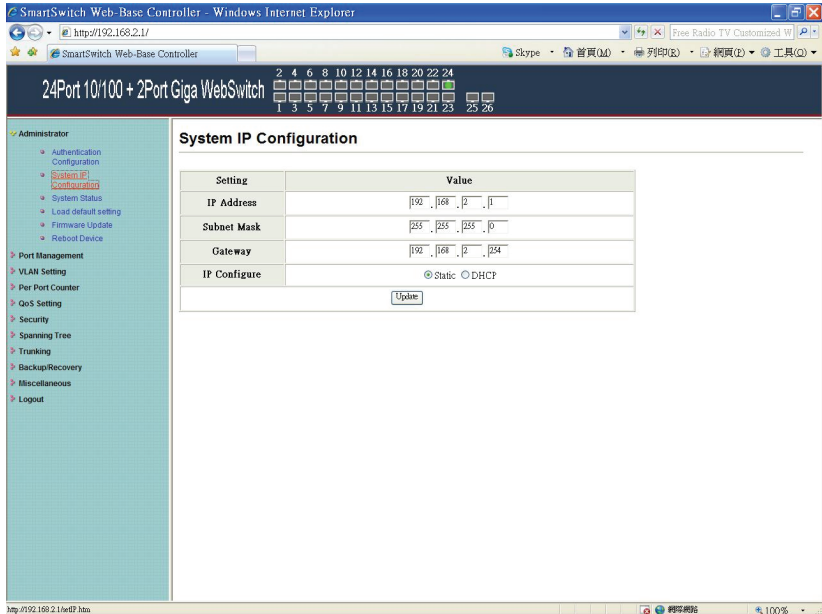 SmartSwitch Web-Base Controller - Windows Internet Explorer
http://192.168.2.1/
Free Radio TV Customized W
SmartSwitch Web-Base Controller
Skype
首頁(M)
列印(R)
網頁(P)
工具(O)
24Port 10/100 + 2Port Giga WebSwitch
2 4 6 8 10 12 14 16 18 20 22 24
1 3 5 7 9 11 13 15 17 19 21 23 25 26
Administrator
Authentication
Configuration
System IP
Configuration
System Status
Load default setting
Firmware Update
Reboot Device
Port Management
VLAN Setting
Per Port Counter
QoS Setting
Security
Spanning Tree
Trunking
Backup/Recovery
Miscellaneous
Logout
System IP Configuration
Setting Value
IP Address 192 . 168 . 2 . 1
Subnet Mask 255 . 255 . 255 . 0
Gateway 192 . 168 . 2 . 254
IP Configure Static DHCP
Update
http://192.168.2.1/setIP.htm
網際網路
100%